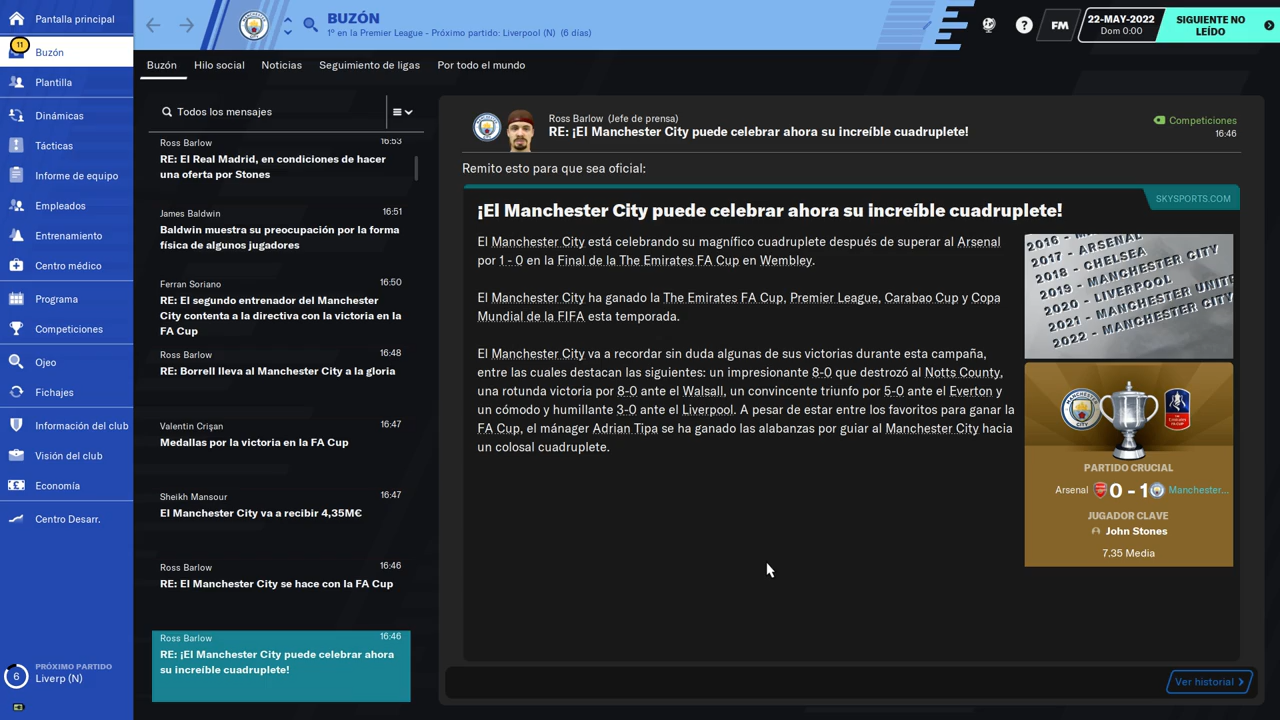 Pantalla principal
11
Buzón
Plantilla
Dinámicas
Tácticas
Informe de equipo
Empleados
Entrenamiento
Centro médico
Programa
Competiciones
Ojeo
Fichajes
Información del club
Visión del club
Economía
Centro Desarr.
6
PRÓXIMO PARTIDO
Liverp (N)
BUZÓN
1º en la Premier League - Próximo partido: Liverpool (N) (6 días)
?
FM
22-MAY-2022
Dom 0:00
SIGUIENTE NO
LEÍDO
Buzón
Hilo social
Noticias
Seguimiento de ligas
Por todo el mundo
Todos los mensajes
Ross Barlow 16:53
RE: El Real Madrid, en condiciones de hacer
una oferta por Stones
James Baldwin 16:51
Baldwin muestra su preocupación por la forma
física de algunos jugadores
Ferran Soriano 16:50
RE: El segundo entrenador del Manchester
City contenta a la directiva con la victoria en la
FA Cup
Ross Barlow 16:48
RE: Borrell lleva al Manchester City a la gloria
Valentin Crișan 16:47
Medallas por la victoria en la FA Cup
Sheikh Mansour 16:47
El Manchester City va a recibir 4,35M€
Ross Barlow 16:46
RE: El Manchester City se hace con la FA Cup
Ross Barlow 16:46
RE: ¡El Manchester City puede celebrar ahora
su increíble cuadruplete!
Ross Barlow (Jefe de prensa)
RE: ¡El Manchester City puede celebrar ahora su increíble cuadruplete!
Competiciones
16:46
Remito esto para que sea oficial:
SKYSPORTS.COM
¡El Manchester City puede celebrar ahora su increíble cuadruplete!
El Manchester City está celebrando su magnífico cuadruplete después de superar al Arsenal
por 1 - 0 en la Final de la The Emirates FA Cup en Wembley.
El Manchester City ha ganado la The Emirates FA Cup, Premier League, Carabao Cup y Copa
Mundial de la FIFA esta temporada.
El Manchester City va a recordar sin duda algunas de sus victorias durante esta campaña,
entre las cuales destacan las siguientes: un impresionante 8-0 que destrozó al Notts County,
una rotunda victoria por 8-0 ante el Walsall, un convincente triunfo por 5-0 ante el Everton y
un cómodo y humillante 3-0 ante el Liverpool. A pesar de estar entre los favoritos para ganar la
FA Cup, el mánager Adrian Tipa se ha ganado las alabanzas por guiar al Manchester City hacia
un colosal cuadruplete.
2016 - M
2017 - ARSENAL
2018 - CHELSEA
2019 - MANCHESTER CITY
2020 - LIVERPOOL
2021 - MANCHESTER UNITE
2022 - MANCHESTER CITY
PARTIDO CRUCIAL
Arsenal 0 - 1 Manchester...
JUGADOR CLAVE
John Stones
7.35 Media
Ver historial